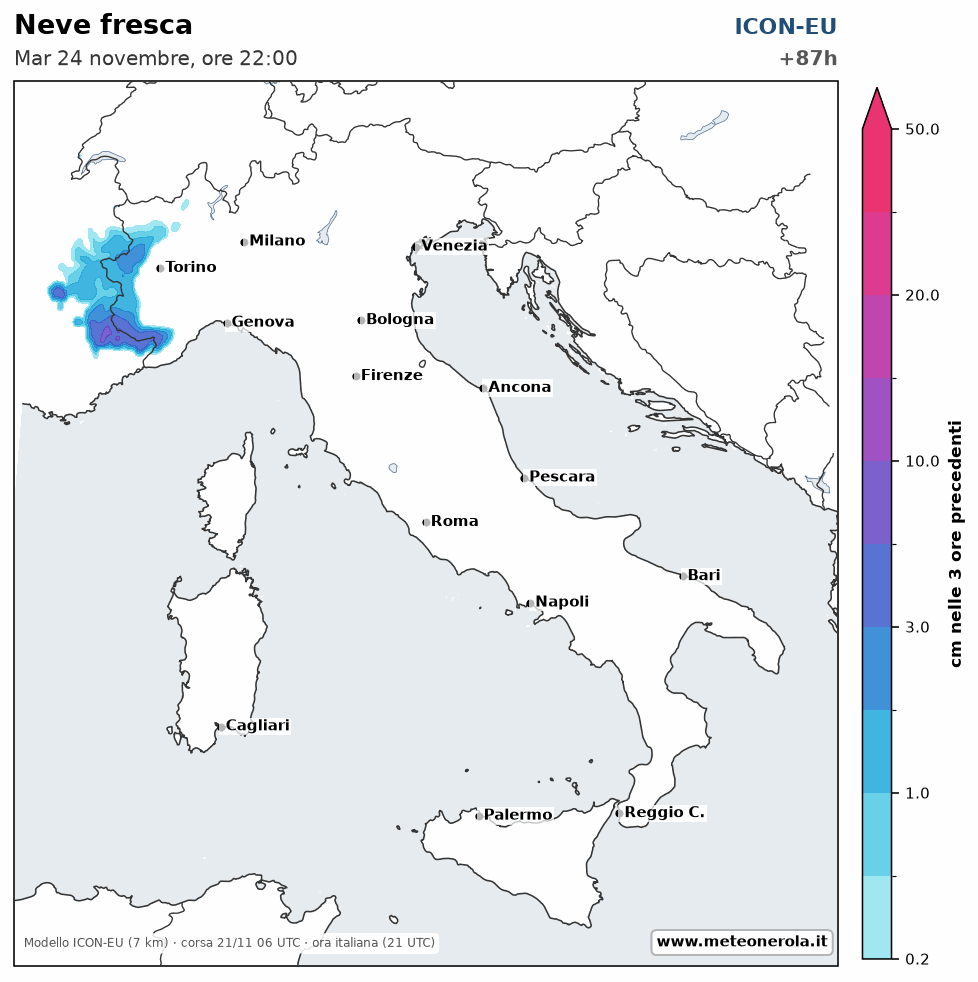 Neve fresca
ICON-EU
Mar 24 novembre, ore 22:00
+87h
50.0
20.0
10.0
3.0
1.0
0.2
cm nelle 3 ore precedenti
Milano
Venezia
Torino
Bologna
Genova
Firenze
Ancona
Pescara
Roma
Bari
Napoli
Cagliari
Palermo
Reggio C.
Modello ICON-EU (7 km) · corsa 21/11 06 UTC · ora italiana (21 UTC)
www.meteonerola.it